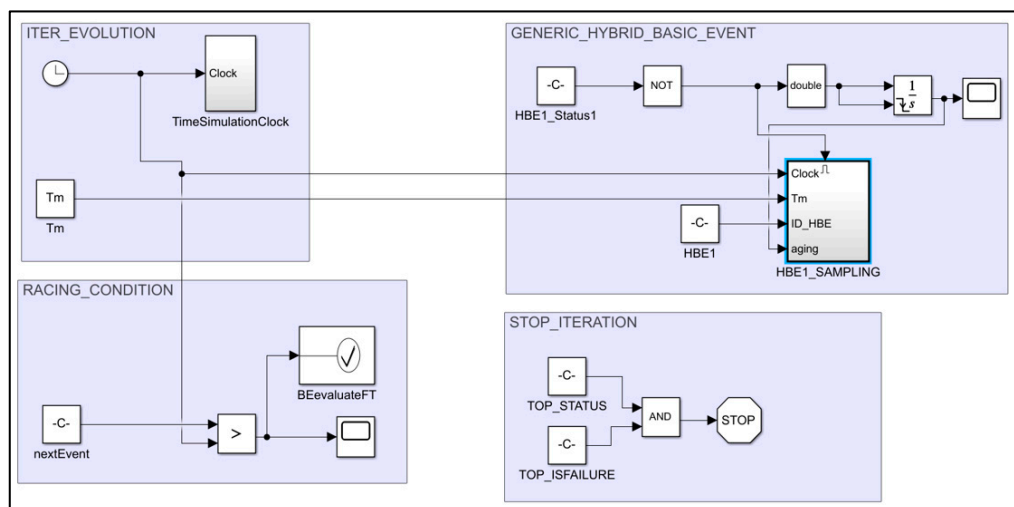 ITER_EVOLUTION
Clock
TimeSimulationClock
Tm
Tm
GENERIC_HYBRID_BASIC_EVENT
-C-
HBE1_Status1
NOT
double
1
s
Clock
Tm
ID_HBE
aging
HBE1_SAMPLING
-C-
HBE1
RACING_CONDITION
BEevaluateFT
-C-
nextEvent
>
STOP_ITERATION
-C-
TOP_STATUS
AND
STOP
-C-
TOP_ISFAILURE